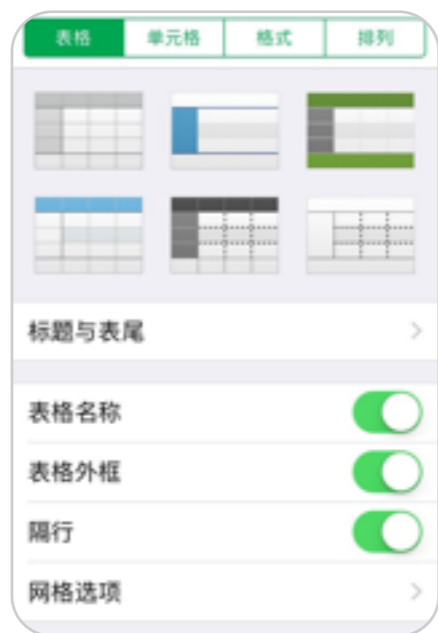 表格 单元格 格式 排列
标题与表尾
表格名称
表格外框
隔行
网格选项